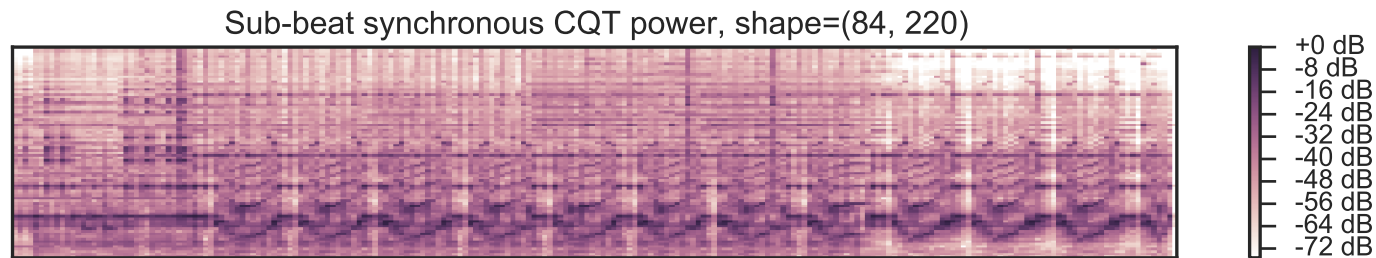 Sub-beat synchronous CQT power, shape=(84, 220)
+0 dB
-8 dB
-16 dB
-24 dB
-32 dB
-40 dB
-48 dB
-56 dB
-64 dB
-72 dB